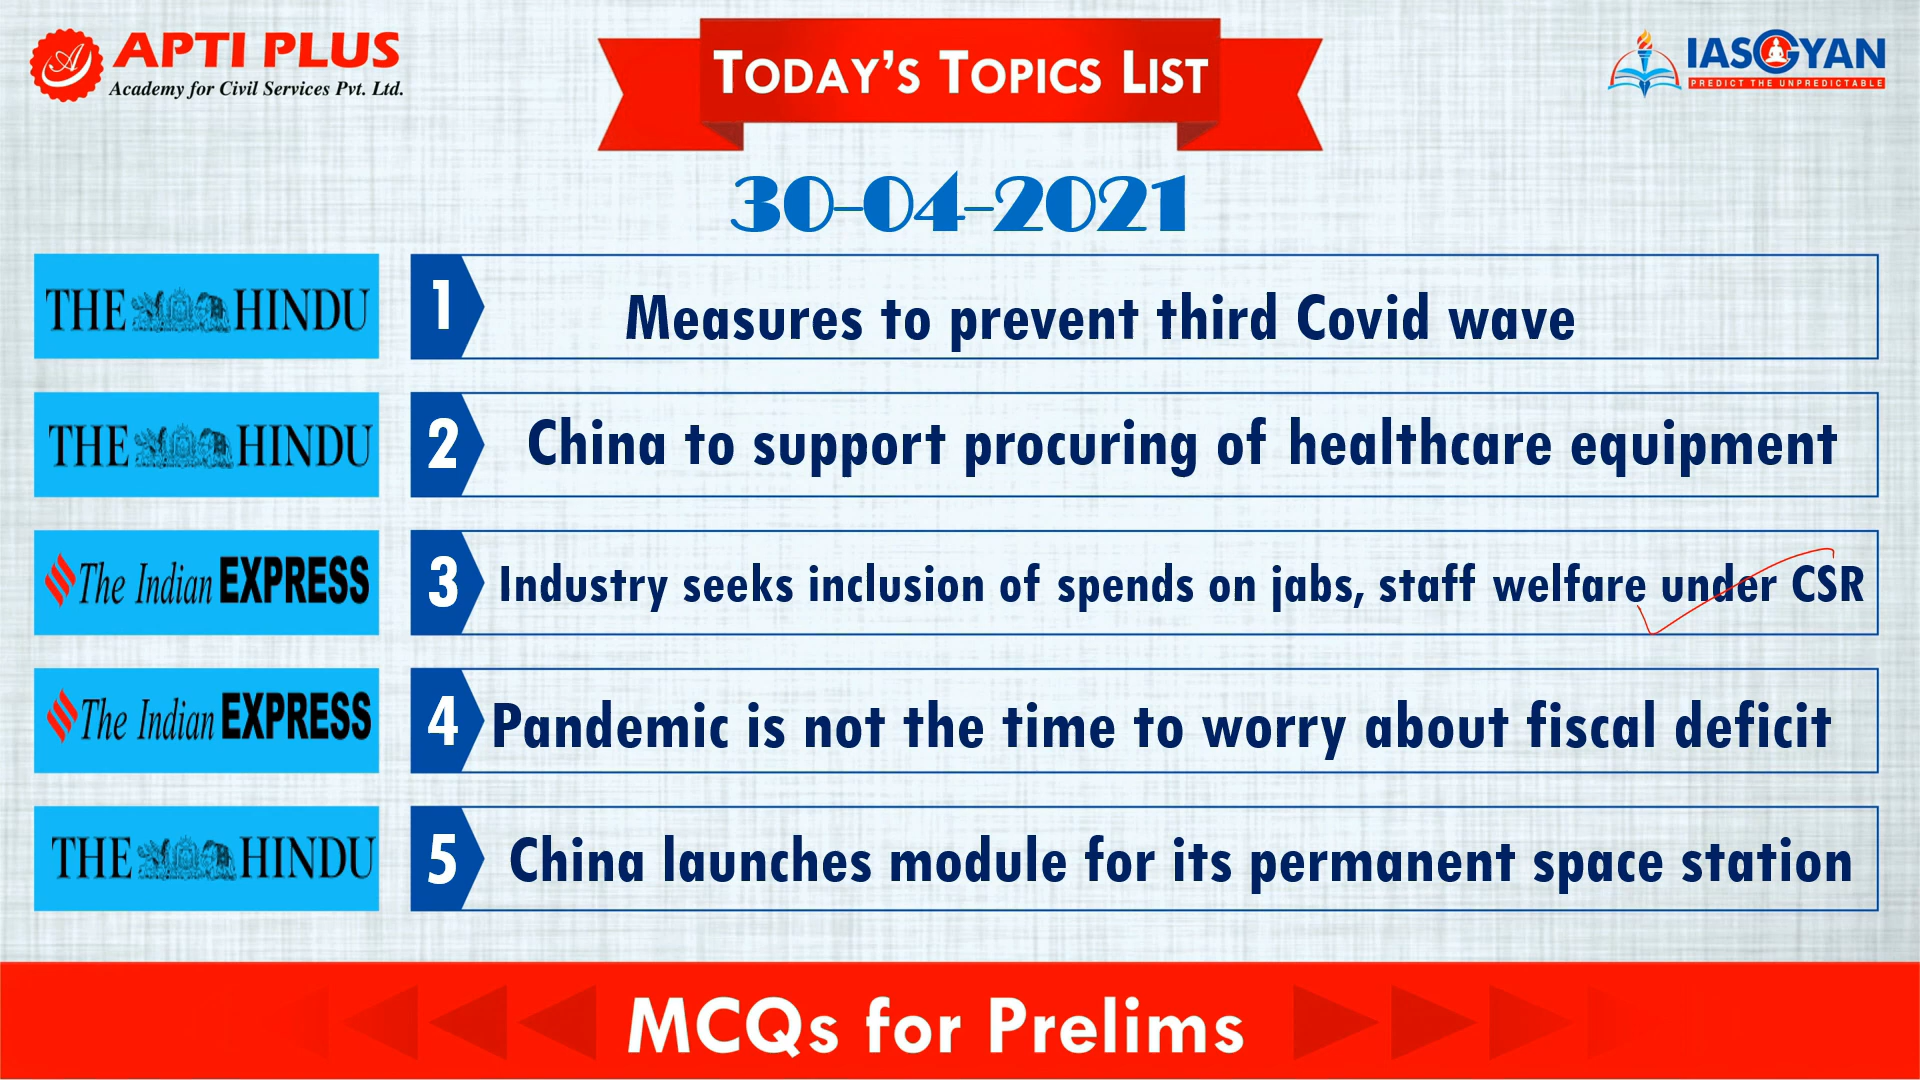 APTI PLUS
Academy for Civil Services Pvt. Ltd.
TODAY'S TOPICS LIST
IASGYAN
PREDICT THE UNPREDICTABLE
30-04-2021
THE HINDU
1
Measures to prevent third Covid wave
THE HINDU
2
China to support procuring of healthcare equipment
The Indian EXPRESS
3
Industry seeks inclusion of spends on jabs, staff welfare under CSR
The Indian EXPRESS
4
Pandemic is not the time to worry about fiscal deficit
THE HINDU
5
China launches module for its permanent space station
MCQs for Prelims